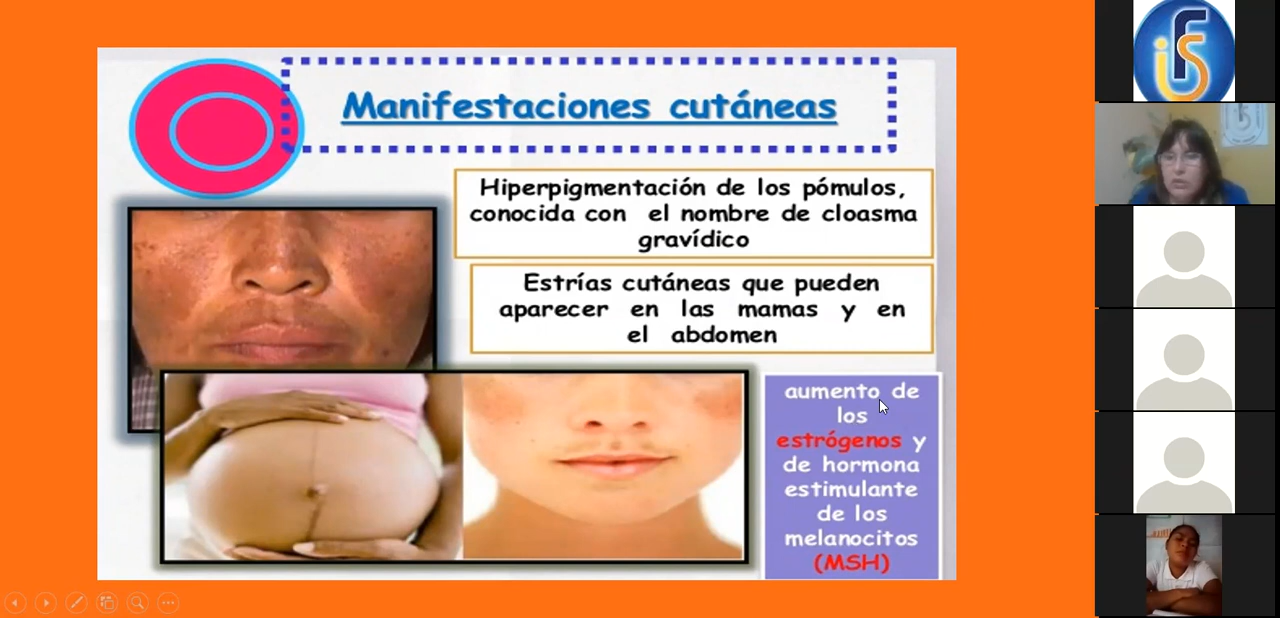 Manifestaciones cutáneas
Hiperpigmentación de los pómulos,
conocida con el nombre de cloasma
gravídico
Estrías cutáneas que pueden
aparecer en las mamas y en
el abdomen
aumento de
los
estrógenos y
de hormona
estimulante
de los
melanocitos
(MSH)